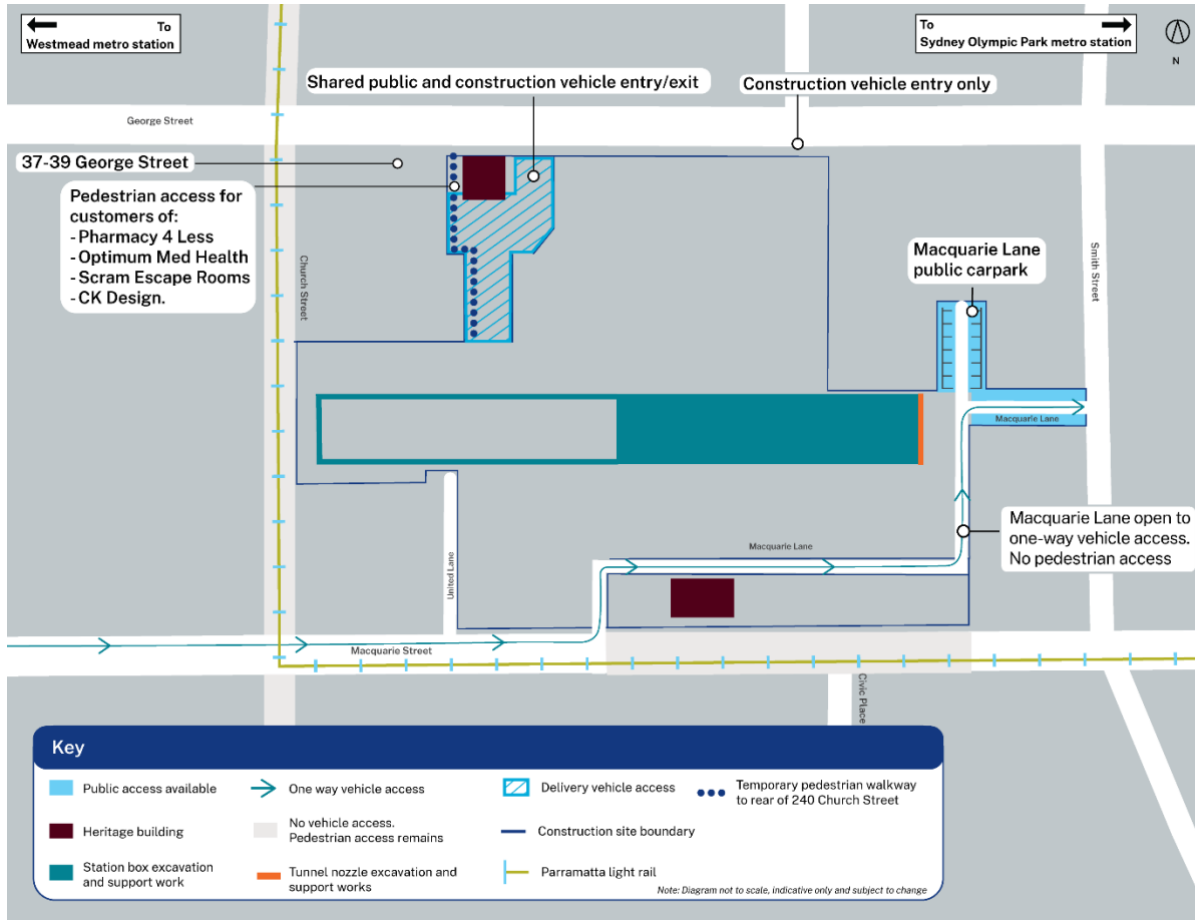 To
Westmead metro station
To
Sydney Olympic Park metro station
N
Shared public and construction vehicle entry/exit
Construction vehicle entry only
George Street
37-39 George Street
Pedestrian access for
customers of:
- Pharmacy 4 Less
- Optimum Med Health
- Scram Escape Rooms
- CK Design.
Church Street
Macquarie Lane
public carpark
Smith Street
Macquarie Lane
Macquarie Lane open to
one-way vehicle access.
No pedestrian access
Macquarie Lane
United Lane
Macquarie Street
Civic Place
Key
Public access available
One way vehicle access
Delivery vehicle access
Temporary pedestrian walkway
to rear of 240 Church Street
Heritage building
No vehicle access.
Pedestrian access remains
Construction site boundary
Station box excavation
and support work
Tunnel nozzle excavation and
support works
Parramatta light rail
Note: Diagram not to scale, indicative only and subject to change